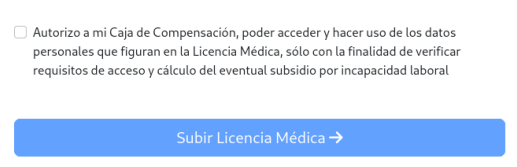 Autorizo a mi Caja de Compensación, poder acceder y hacer uso de los datos
personales que figuran en la Licencia Médica, sólo con la finalidad de verificar
requisitos de acceso y cálculo del eventual subsidio por incapacidad laboral
Subir Licencia Médica →